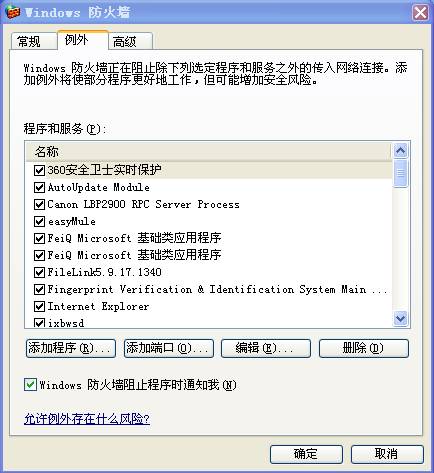 Windows 防火墙
常规
例外
高级
Windows 防火墙正在阻止除下列选定程序和服务之外的传入网络连接。添
加例外将使部分程序更好地工作，但可能增加安全风险。
程序和服务(P):
名称
360安全卫士实时保护
AutoUpdate Module
Canon LBP2900 RPC Server Process
easyMule
FeiQ Microsoft 基础类应用程序
FeiQ Microsoft 基础类应用程序
FileLink5.9.17.1340
Fingerprint Verification & Identification System Main ...
Internet Explorer
ixbwsd
添加程序(R)...
添加端口(O)...
编辑(E)...
删除(D)
Windows 防火墙阻止程序时通知我(N)
允许例外存在什么风险?
确定
取消